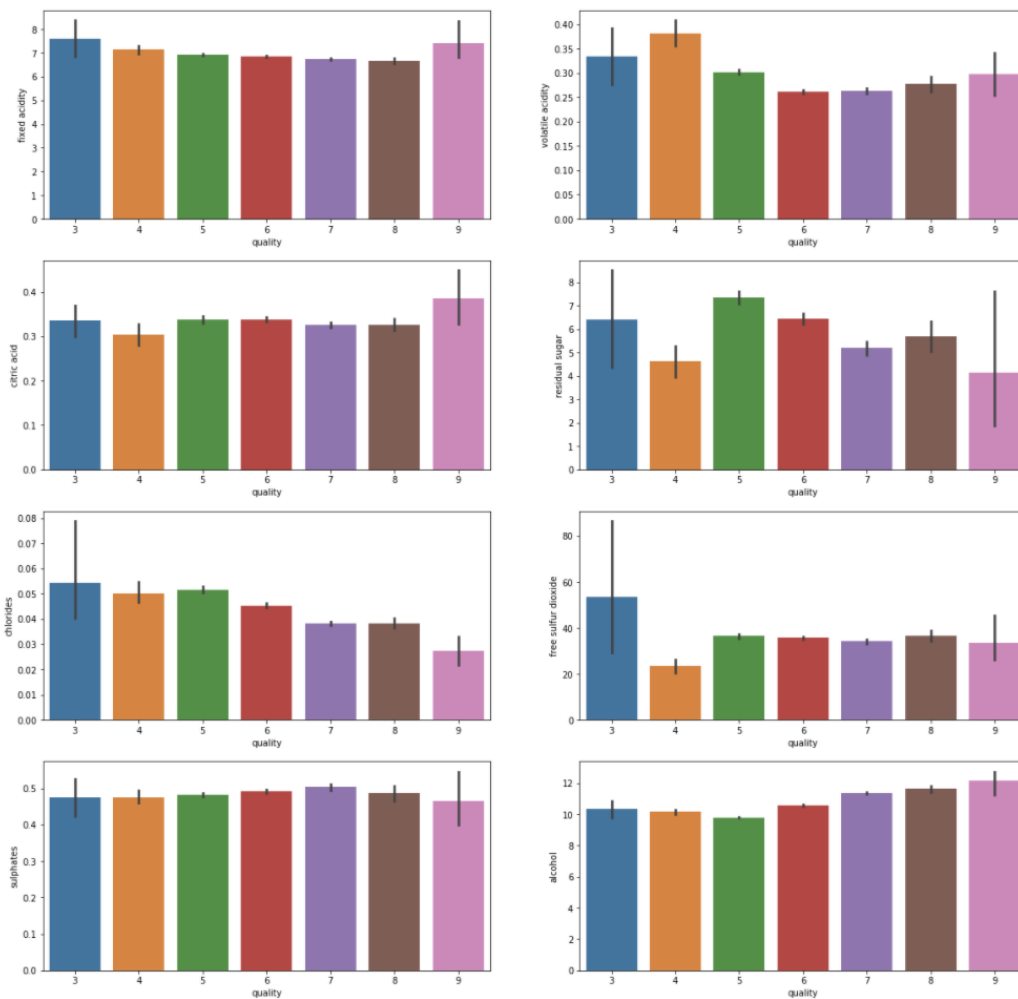 8
7
6
5
4
3
2
1
0
fixed acidity
3 4 5 6 7 8 9
quality
0.40
0.35
0.30
0.25
0.20
0.15
0.10
0.05
0.00
volatile acidity
3 4 5 6 7 8 9
quality
0.4
0.3
0.2
0.1
0.0
citric acid
3 4 5 6 7 8 9
quality
8
7
6
5
4
3
2
1
0
residual sugar
3 4 5 6 7 8 9
quality
0.08
0.07
0.06
0.05
0.04
0.03
0.02
0.01
0.00
chlorides
3 4 5 6 7 8 9
quality
80
60
40
20
0
free sulfur dioxide
3 4 5 6 7 8 9
quality
0.5
0.4
0.3
0.2
0.1
0.0
sulphates
3 4 5 6 7 8 9
quality
12
10
8
6
4
2
0
alcohol
3 4 5 6 7 8 9
quality